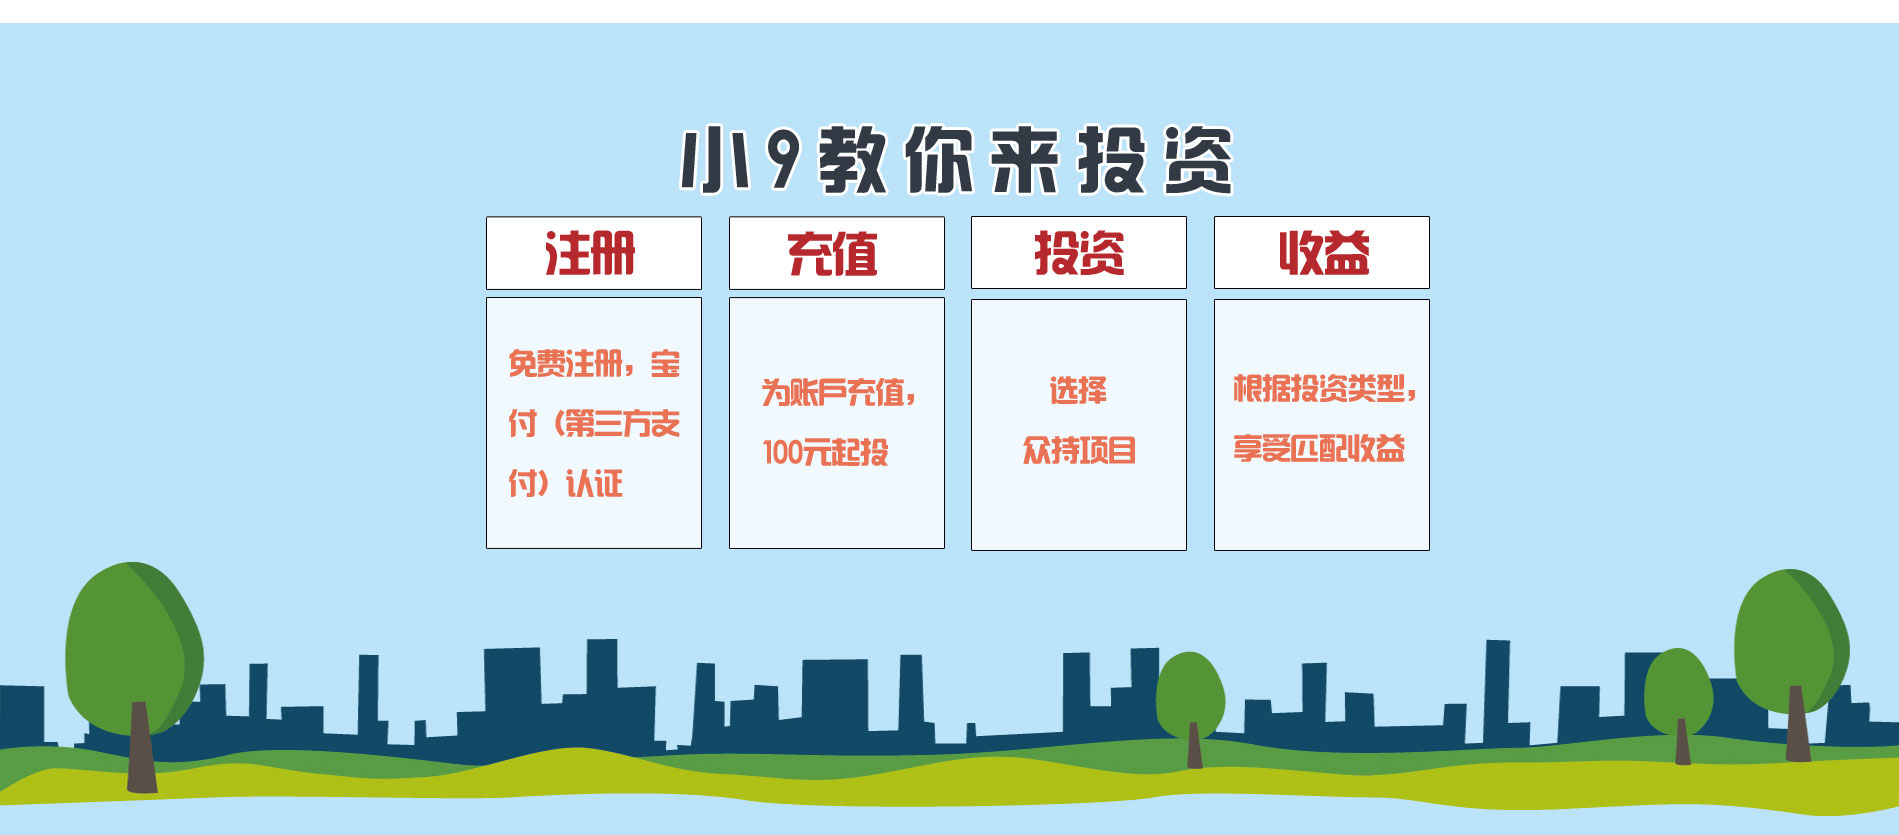 小9教你来投资
注册
免费注册，宝
付（第三方支
付）认证
充值
为账户充值，
100元起投
投资
选择
众持项目
收益
根据投资类型，
享受匹配收益